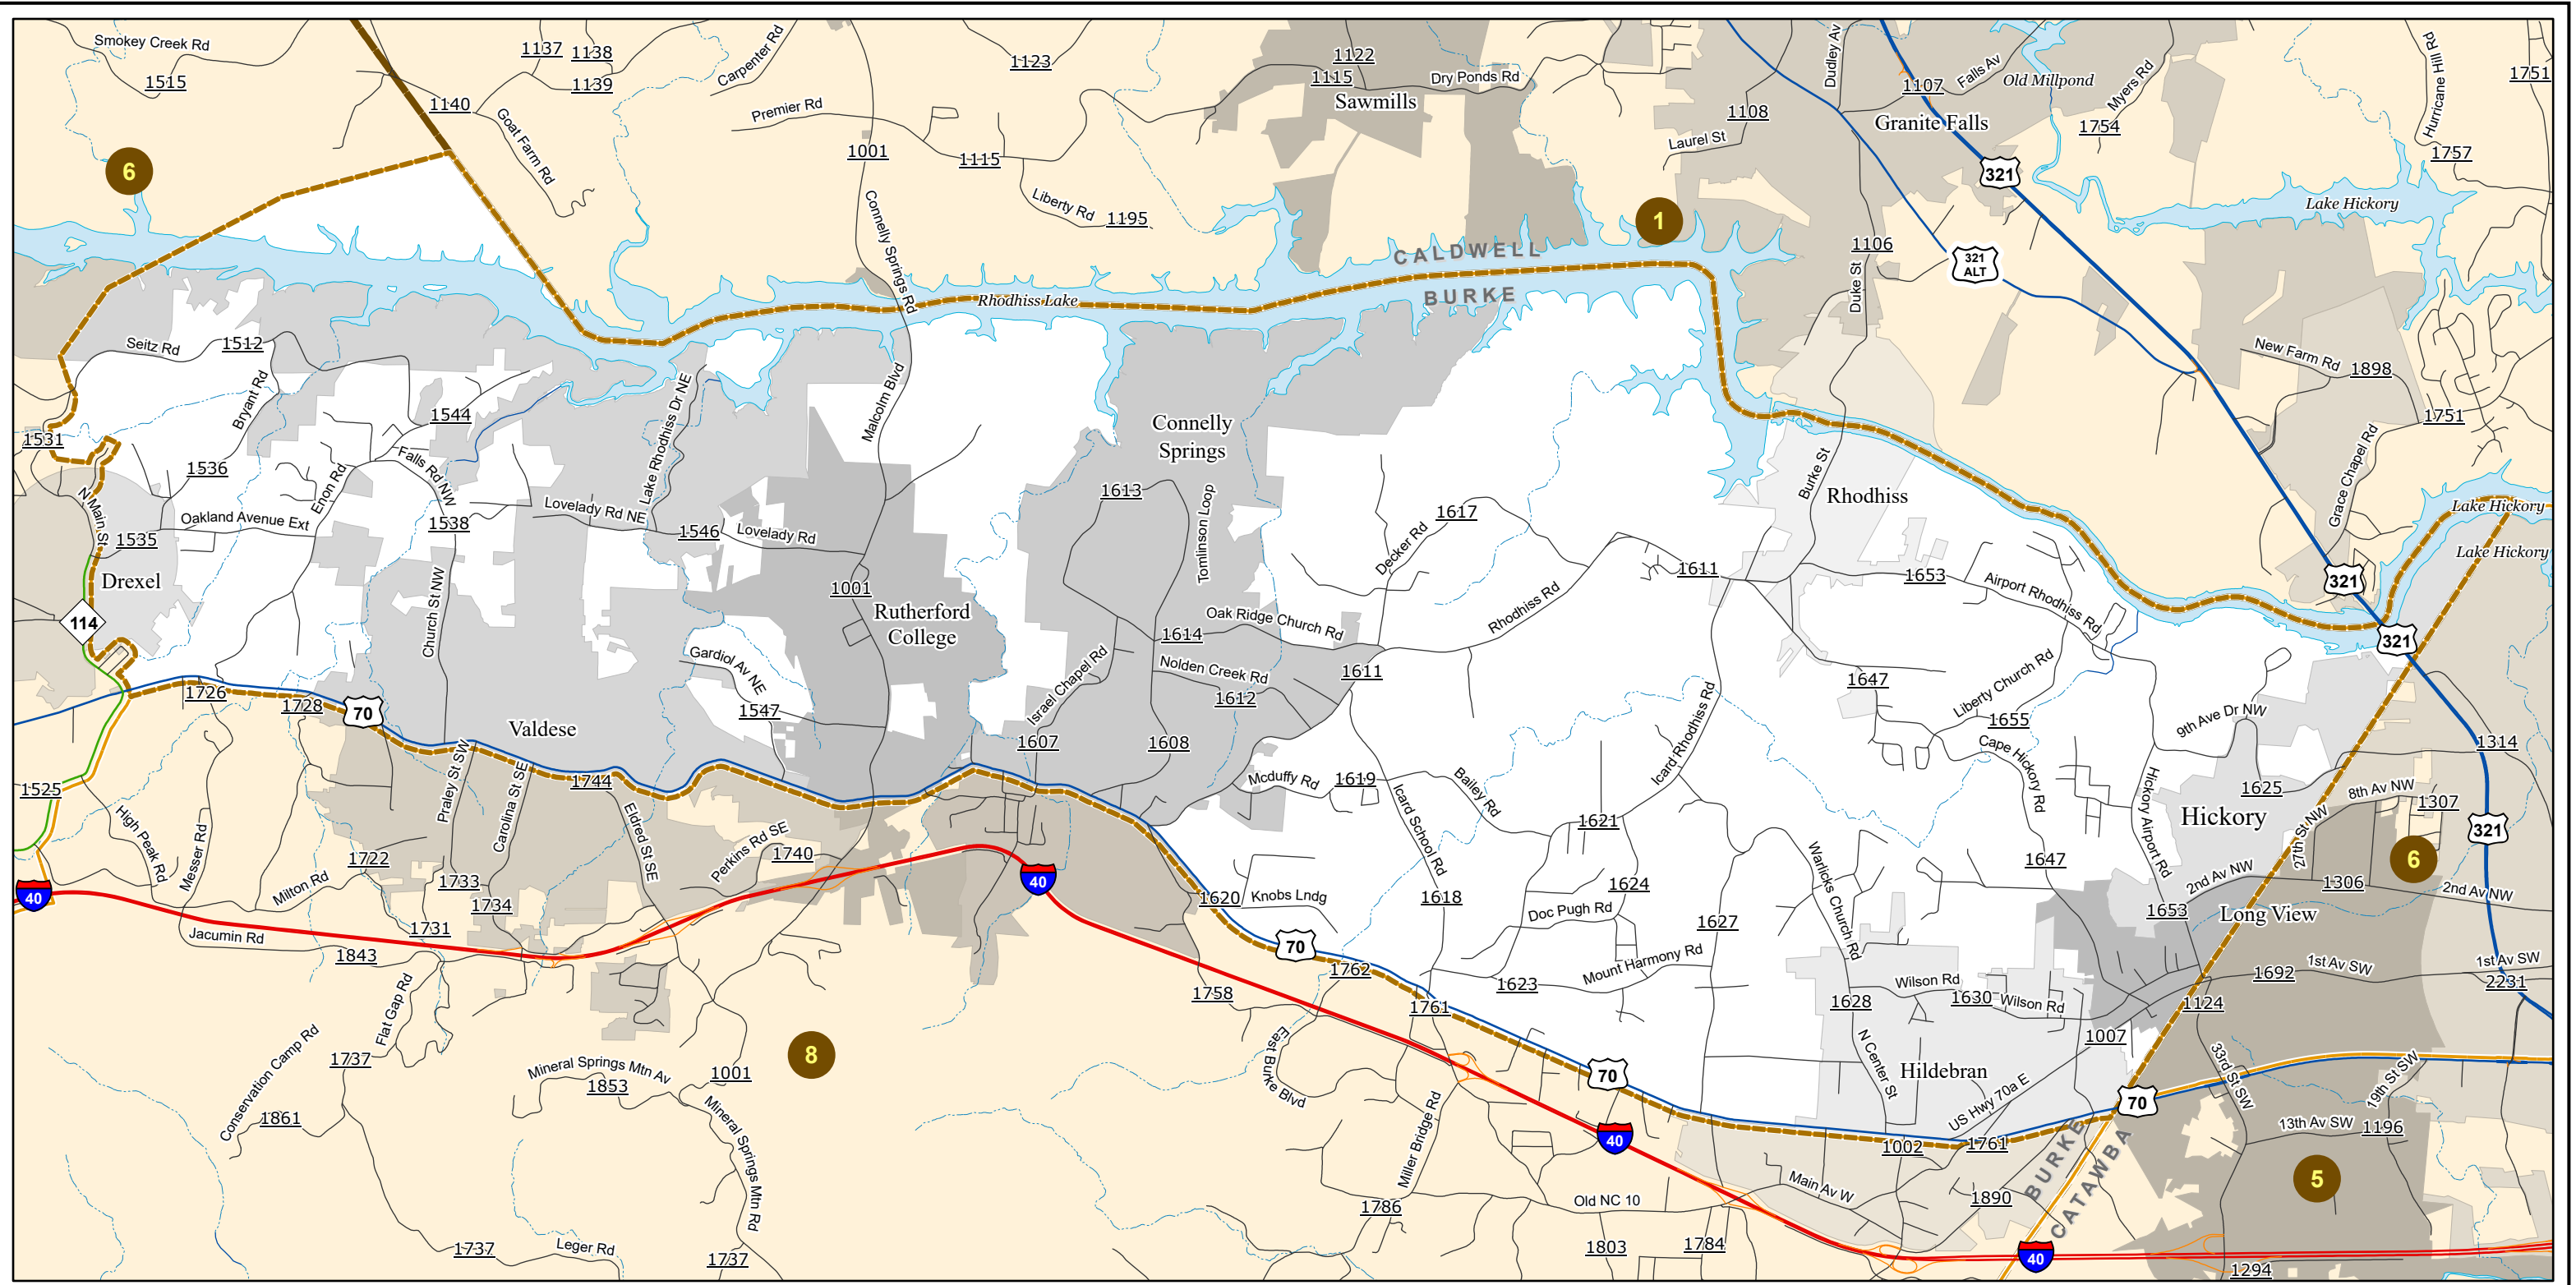 Smokey Creek Rd
1515
1137
1138
1139
1140
Goat Farm Rd
Carpenter Rd
Premier Rd
1123
1001
1115
Connelly Springs Rd
Liberty Rd
1195
1122
1115
Sawmills
Dry Ponds Rd
Dudley Av
1107
Falls Av
Old Millpond
Myers Rd
Granite Falls
1108
Laurel St
1754
Hurricane Hill Rd
1751
1757
321
Lake Hickory
6
1
CALDWELL
BURKE
Rhodhiss Lake
1106
Duke St
321
ALT
Seitz Rd
1512
Bryant Rd
1544
1531
1536
Enon Rd
Falls Rd NW
1538
N Main St
Oakland Avenue Ext
1535
Drexel
114
Church St NW
Lovelady Rd NE
Lake Rhodhiss Dr NE
1546
Lovelady Rd
Malcolm Blvd
1001
Rutherford
College
Gardiol Av NE
1547
Valdese
Connelly
Springs
1613
Tomlinson Loop
1614
Oak Ridge Church Rd
Nolden Creek Rd
1612
Israel Chapel Rd
1607
1608
Decker Rd
1617
Rhodhiss Rd
1611
1611
Burke St
Rhodhiss
1653
Airport Rhodhiss Rd
New Farm Rd
1898
1751
Grace Chapel Rd
Lake Hickory
Lake Hickory
321
321
1647
Liberty Church Rd
1655
Cape Hickory Rd
9th Ave Dr NW
1625
Hickory Airport Rd
Hickory
1314
8th Av NW
1307
27th St NW
321
6
1726
1728
70
1744
1525
High Peak Rd
Messer Rd
Milton Rd
1722
Praley St SW
Carolina St SE
Eldred St SE
Perkins Rd SE
1740
1733
1734
1731
40
Jacumin Rd
1843
Flat Gap Rd
Conservation Camp Rd
1737
1861
Mineral Springs Mtn Av
1853
1001
Mineral Springs Mtn Rd
8
1737
Leger Rd
1737
40
Mcduffy Rd
1619
Bailey Rd
Icard School Rd
Icard Rhodhiss Rd
1621
1620
Knobs Lndg
1618
1624
Doc Pugh Rd
1627
70
1762
1758
1761
1623
Mount Harmony Rd
East Burke Blvd
Miller Bridge Rd
70
40
1786
Old NC 10
1803
1784
Warlicks Church Rd
1647
Wilson Rd
1628
1630
Wilson Rd
N Center St
1007
Hildebran
US Hwy 70a E
1002
1761
Main Av W
1890
2nd Av NW
1653
Long View
1306
2nd Av NW
1692
1st Av SW
1st Av SW
2231
1124
33rd St SW
19th St SW
70
13th Av SW
1196
BURKE
CATAWBA
5
40
1294